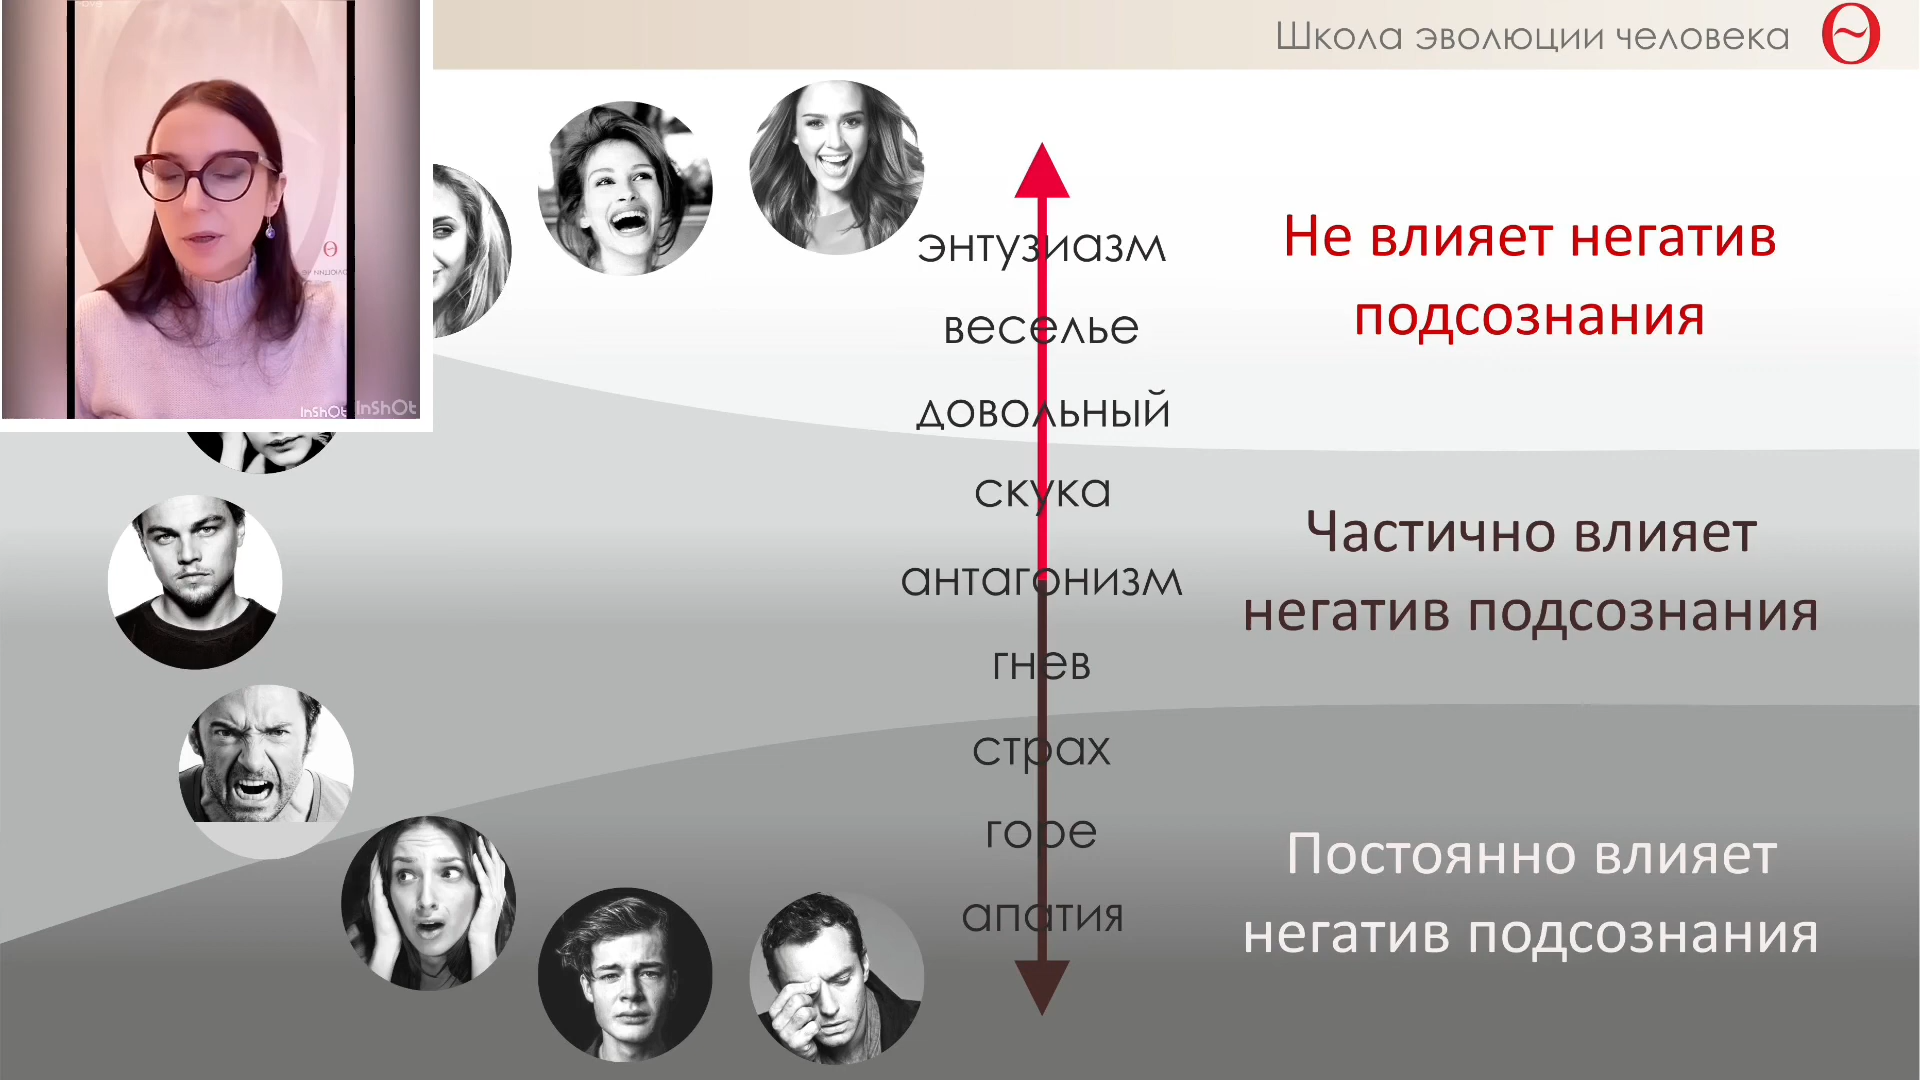 Школа эволюции человека
Θ
InShOt InShOt
энтузиазм
веселье
довольный
скука
антагонизм
гнев
страх
горе
апатия
Не влияет негатив
подсознания
Частично влияет
негатив подсознания
Постоянно влияет
негатив подсознания